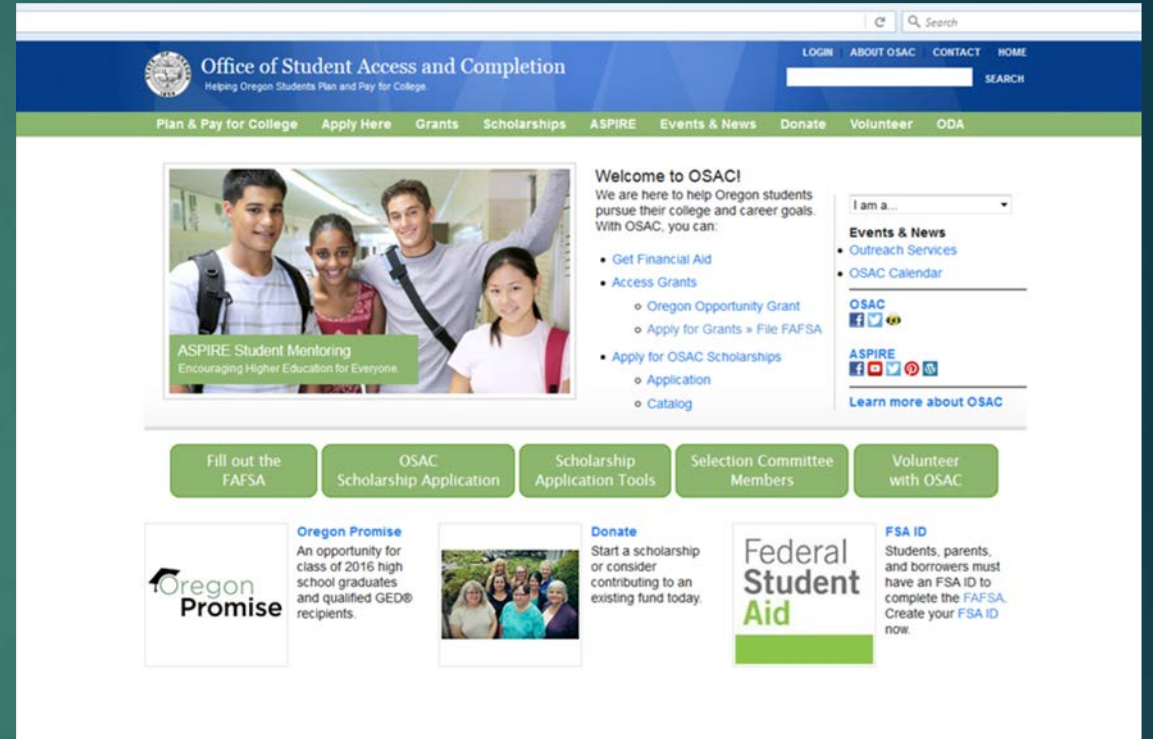 Search
LOGIN ABOUT OSAC CONTACT HOME
Office of Student Access and Completion
Helping Oregon Students Plan and Pay for College.
SEARCH
Plan & Pay for College Apply Here Grants Scholarships ASPIRE Events & News Donate Volunteer ODA
ASPIRE Student Mentoring
Encouraging Higher Education for Everyone.
Welcome to OSAC!
We are here to help Oregon students
pursue their college and career goals.
With OSAC, you can:
Get Financial Aid
Access Grants
Oregon Opportunity Grant
Apply for Grants » File FAFSA
Apply for OSAC Scholarships
Application
Catalog
I am a...
Events & News
Outreach Services
OSAC Calendar
OSAC
ASPIRE
Learn more about OSAC
Fill out the
FAFSA
OSAC
Scholarship Application
Scholarship
Application Tools
Selection Committee
Members
Volunteer
with OSAC
Oregon
Promise
Oregon Promise
An opportunity for
class of 2016 high
school graduates
and qualified GED®
recipients.
Donate
Start a scholarship
or consider
contributing to an
existing fund today.
Federal
Student
Aid
FSA ID
Students, parents,
and borrowers must
have an FSA ID to
complete the FAFSA.
Create your FSA ID
now.